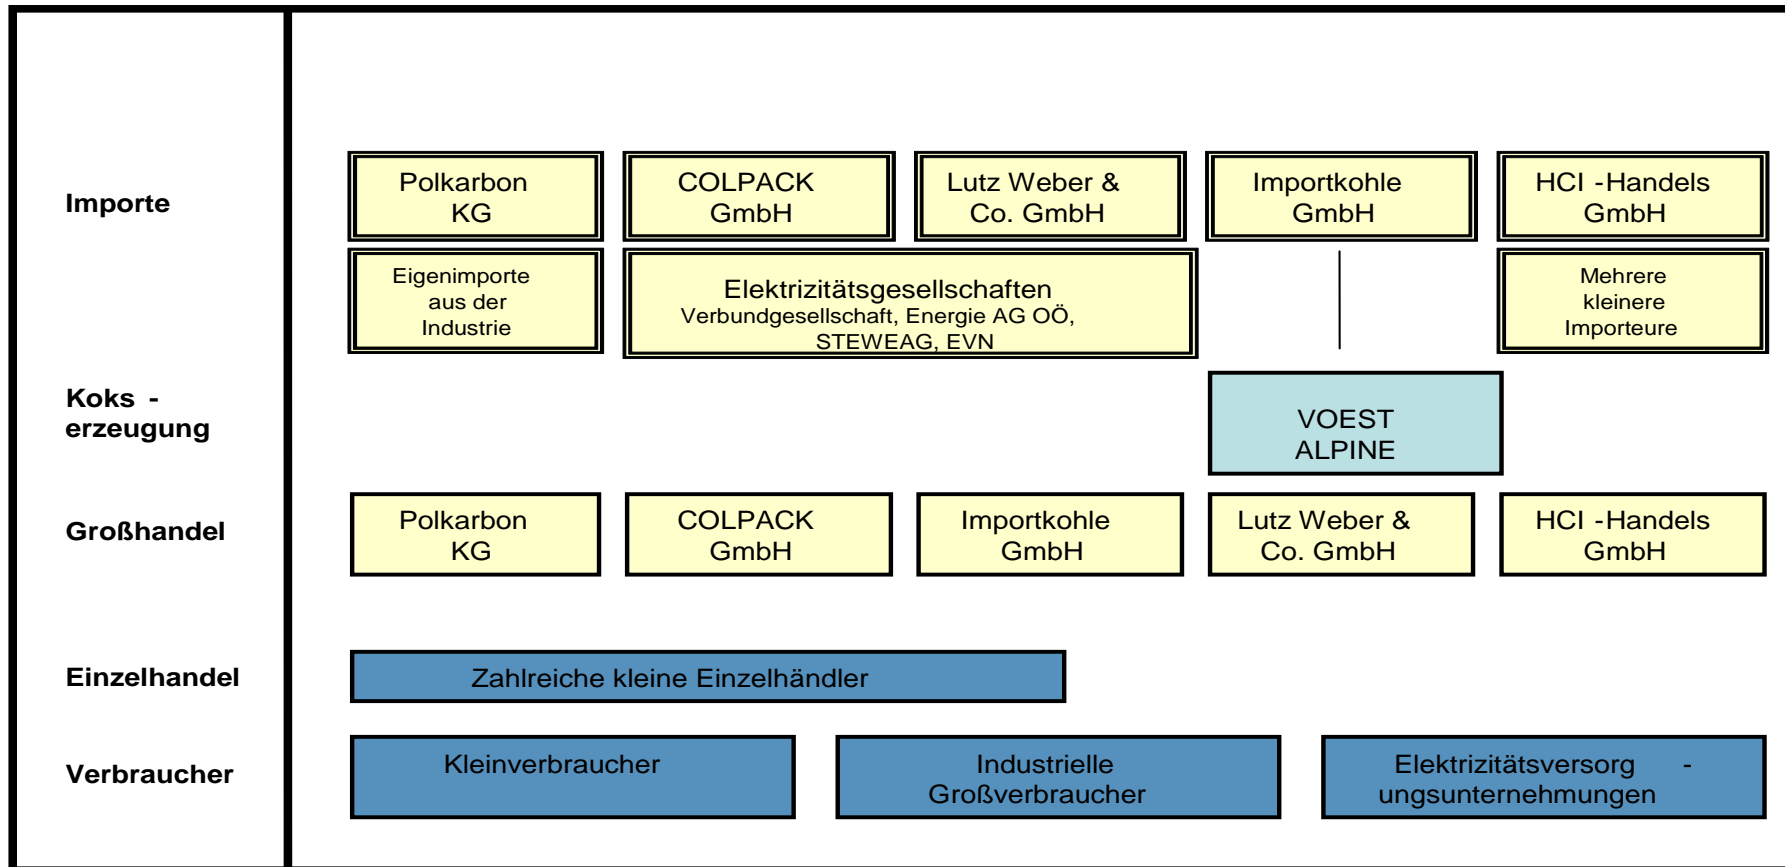 Importe
Polkarbon
KG
COLPACK
GmbH
Lutz Weber &
Co. GmbH
Importkohle
GmbH
HCI -Handels
GmbH
Eigenimporte
aus der
Industrie
Elektrizitätsgesellschaften
Verbundgesellschaft, Energie AG OÖ,
STEWEAG, EVN
Mehrere
kleinere
Importeure
Koks -
erzeugung
VOEST
ALPINE
Großhandel
Polkarbon
KG
COLPACK
GmbH
Importkohle
GmbH
Lutz Weber &
Co. GmbH
HCI -Handels
GmbH
Einzelhandel
Zahlreiche kleine Einzelhändler
Verbraucher
Kleinverbraucher
Industrielle
Großverbraucher
Elektrizitätsversorg -
ungsunternehmungen